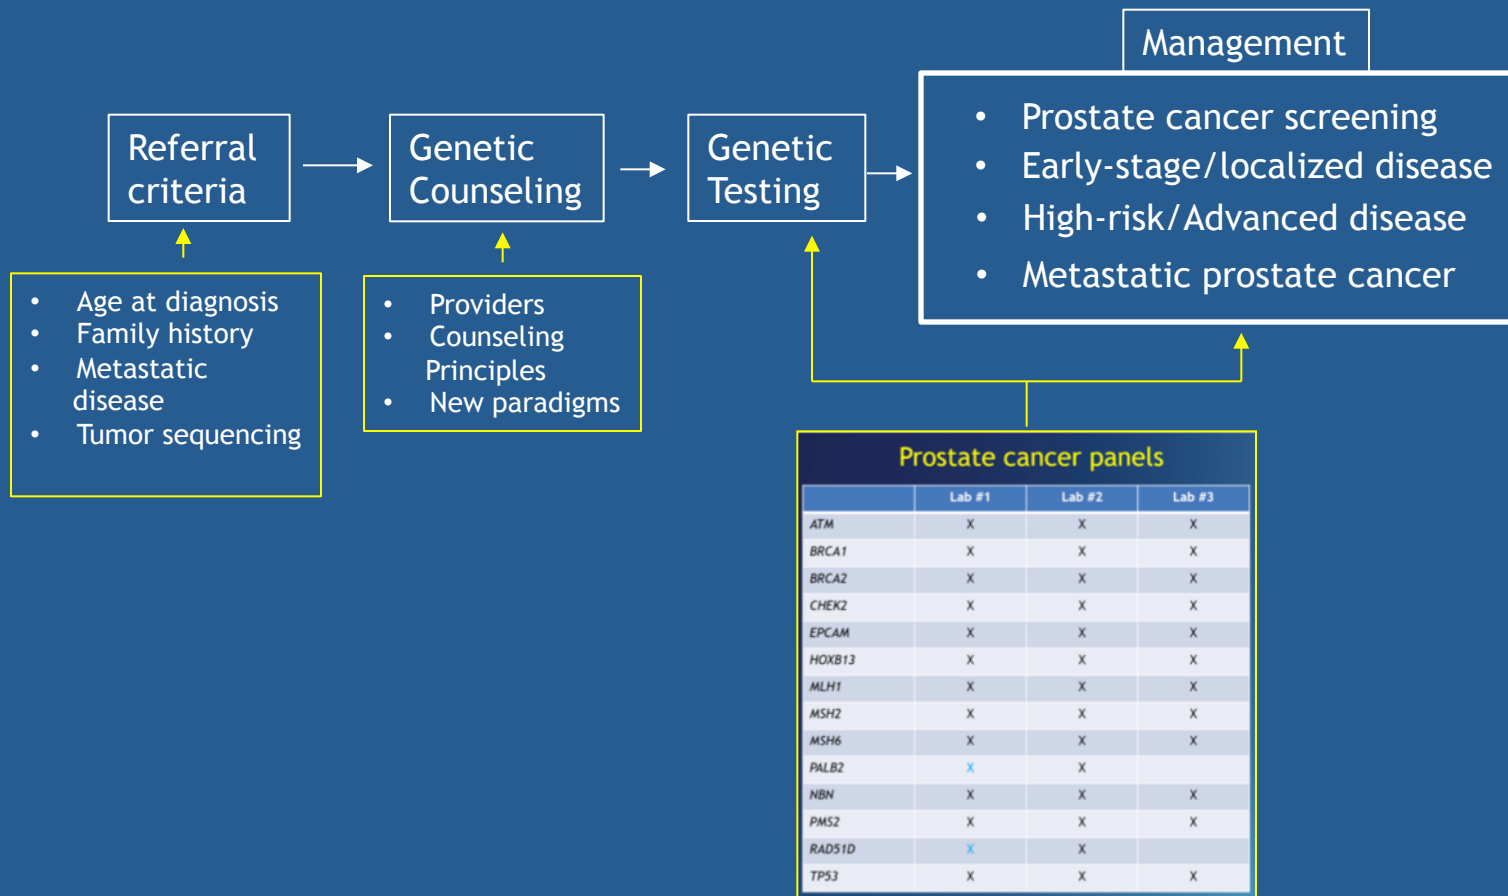 Management
Referral
criteria
Genetic
Counseling
Genetic
Testing
• Prostate cancer screening
• Early-stage/localized disease
• High-risk/Advanced disease
• Metastatic prostate cancer
• Age at diagnosis
• Family history
• Metastatic
disease
• Tumor sequencing
• Providers
• Counseling
Principles
• New paradigms
Prostate cancer panels
Lab #1 Lab #2 Lab #3
ATM X X X
BRCA1 X X X
BRCA2 X X X
CHEK2 X X X
EPCAM X X X
HOXB13 X X X
MLH1 X X X
MSH2 X X X
MSH6 X X X
PALB2 X X
NBN X X X
PMS2 X X X
RAD51D X X
TP53 X X X